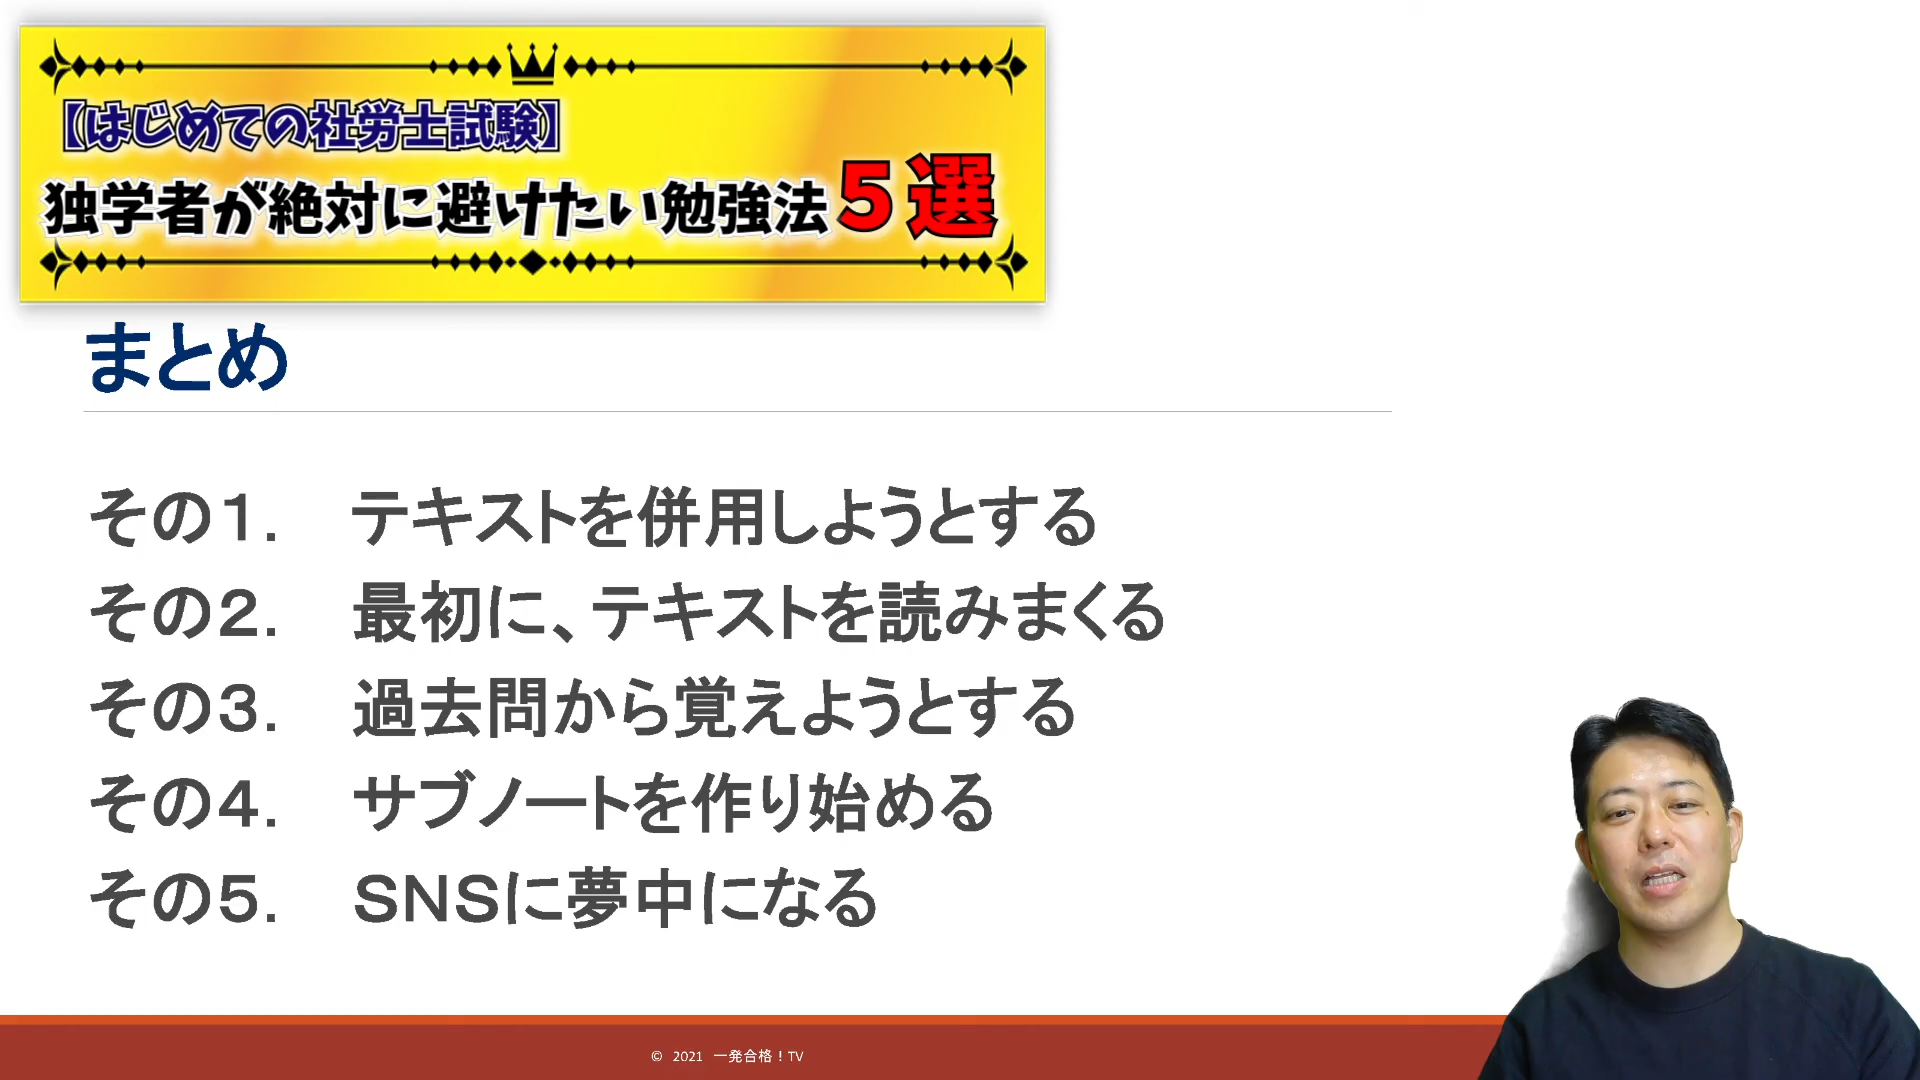 【はじめての社労士試験】
独学者が絶対に避けたい勉強法5選
まとめ
その１．　テキストを併用しようとする
その２．　最初に、テキストを読みまくる
その３．　過去問から覚えようとする
その４．　サブノートを作り始める
その５．　SNSに夢中になる
© 2021 一発合格！TV